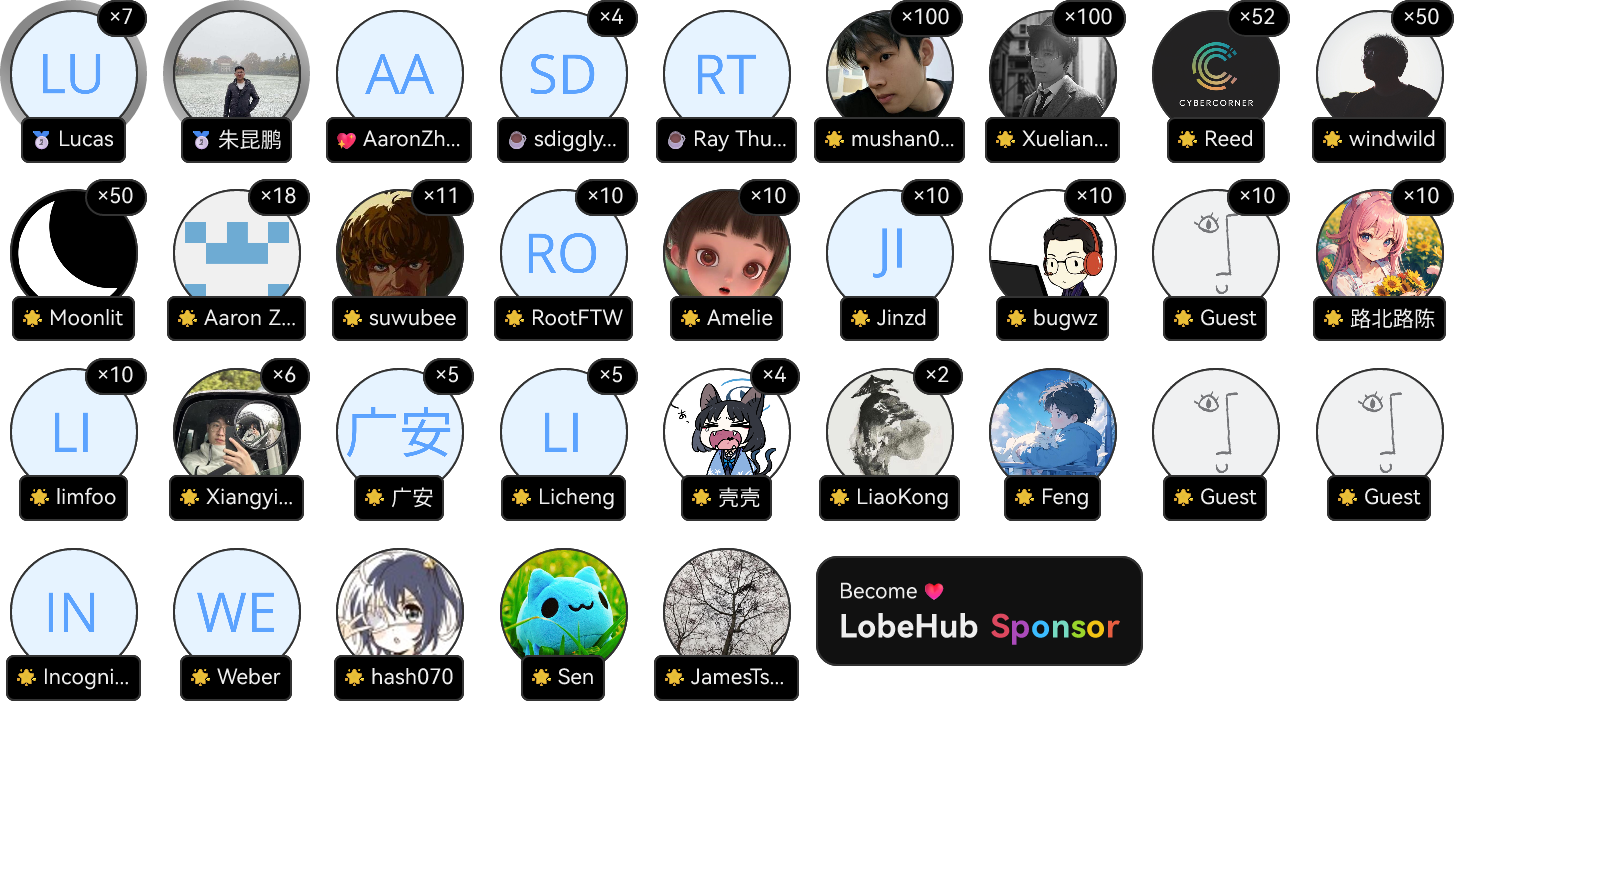 LU
×7
Lucas
朱昆鹏
AA
AaronZh...
SD
×4
sdiggly...
RT
Ray Thu...
×100
mushan0...
×100
Xuelian...
×52
CYBERCORNER
Reed
×50
windwild
×50
Moonlit
×18
Aaron Z...
×11
suwubee
RO
×10
RootFTW
×10
Amelie
JI
×10
Jinzd
×10
bugwz
×10
Guest
×10
路北路陈
LI
×10
limfoo
×6
Xiangyi...
广安
×5
广安
LI
×5
Licheng
×4
壳壳
×2
LiaoKong
Feng
Guest
Guest
IN
Incogni...
WE
Weber
hash070
Sen
JamesTs...
Become
LobeHub Sponsor